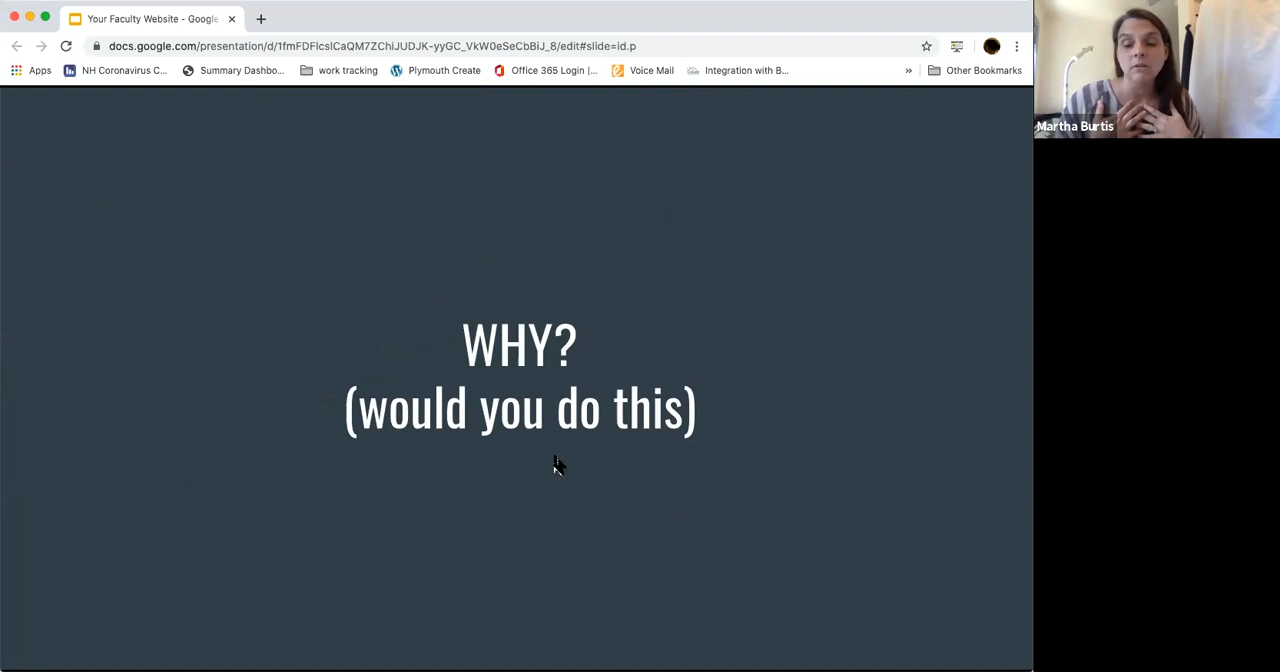 Your Faculty Website - Google
docs.google.com/presentation/d/1fmFDFlcslCaQM7ZChiJUDJK-yyGC_VkW0eSeCbBiJ_8/edit#slide=id.p
Apps NH Coronavirus C... Summary Dashbo... work tracking Plymouth Create Office 365 Login |... Voice Mail Integration with B... » Other Bookmarks
Martha Burtis
WHY?
(would you do this)